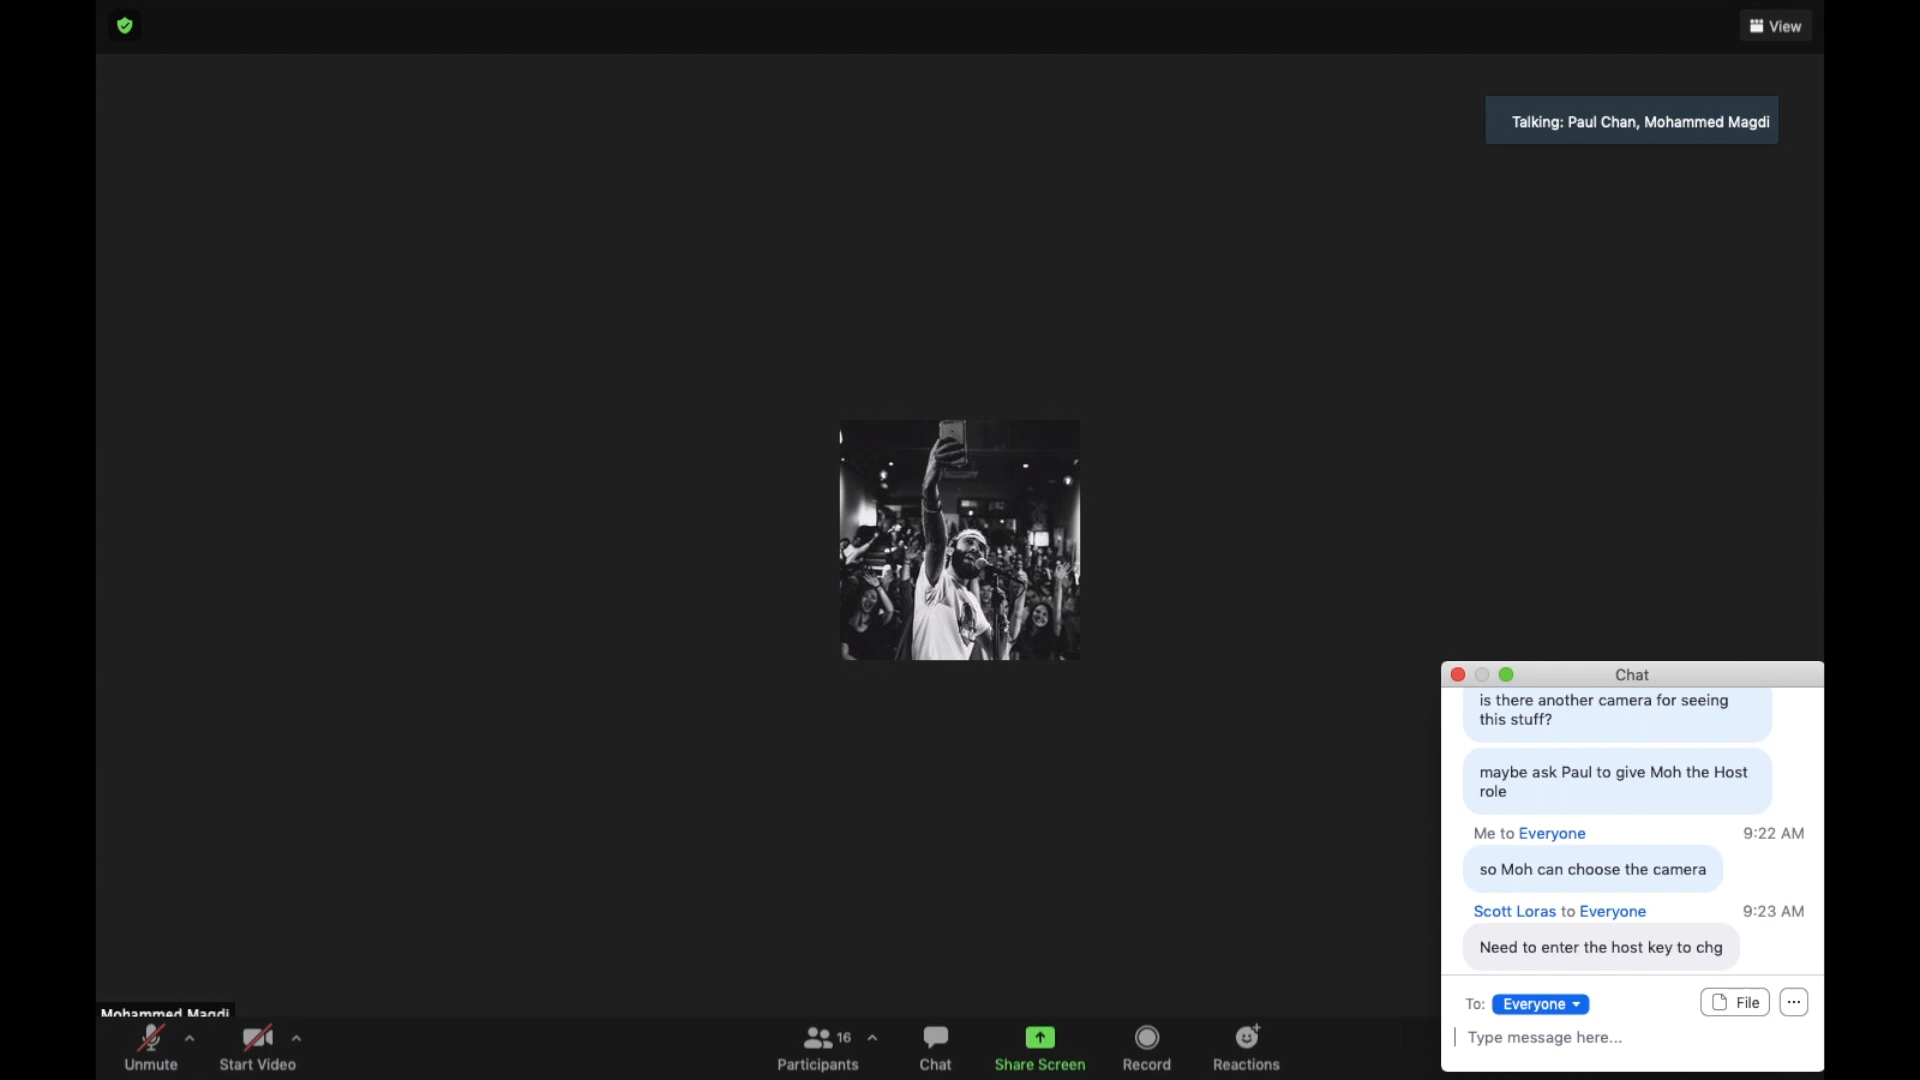 View
Talking: Paul Chan, Mohammed Magdi
Chat
is there another camera for seeing
this stuff?
maybe ask Paul to give Moh the Host
role
Me to Everyone 9:22 AM
so Moh can choose the camera
Scott Loras to Everyone 9:23 AM
Need to enter the host key to chg
To: Everyone File
Type message here...
Mohammed Magdi
16
Unmute Start Video Participants Chat Share Screen Record Reactions